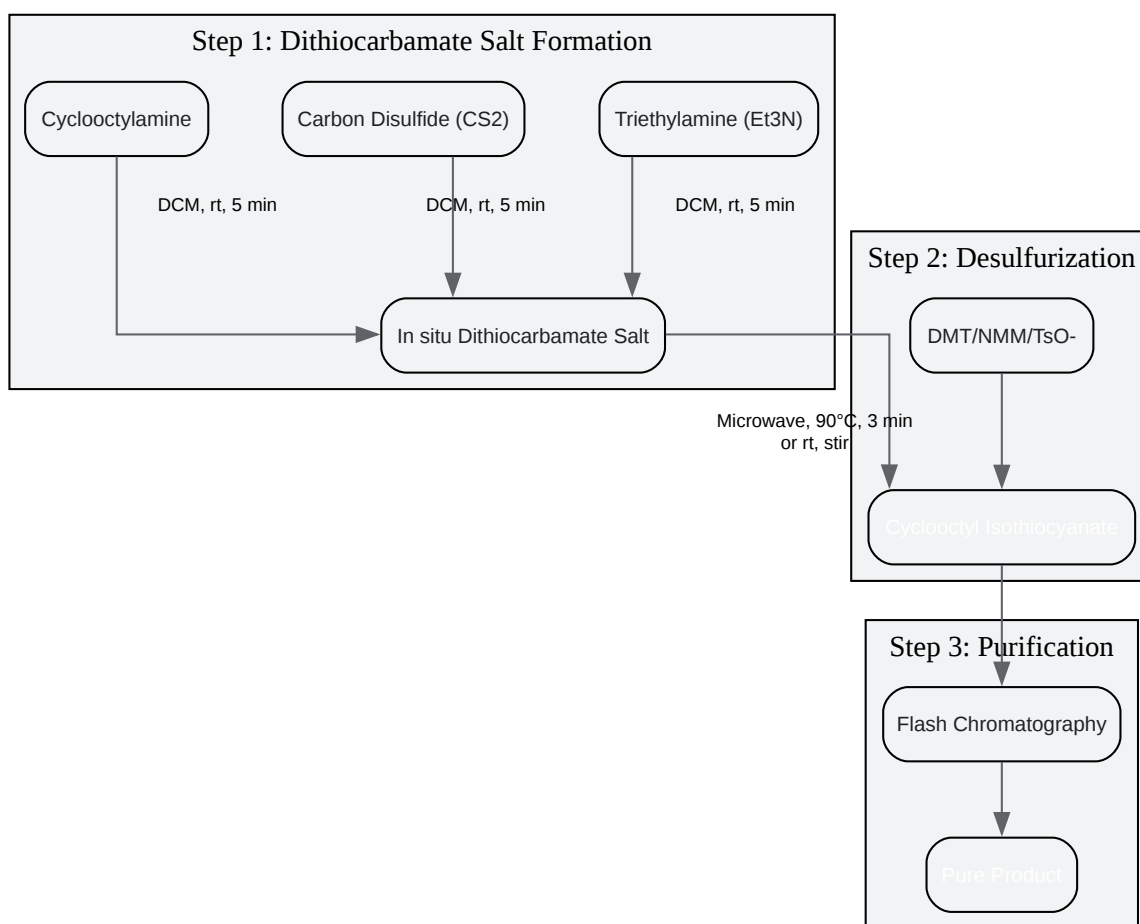 Step 1: Dithiocarbamate Salt Formation
Cyclooctylamine
Carbon Disulfide (CS2)
Triethylamine (Et3N)
DCM, rt, 5 min
DCM, rt, 5 min
DCM, rt, 5 min
In situ Dithiocarbamate Salt
Step 2: Desulfurization
DMT/NMM/TsO-
Microwave, 90°C, 3 min
or rt, stir
Cyclooctyl Isothiocyanate
Step 3: Purification
Flash Chromatography
Pure Product